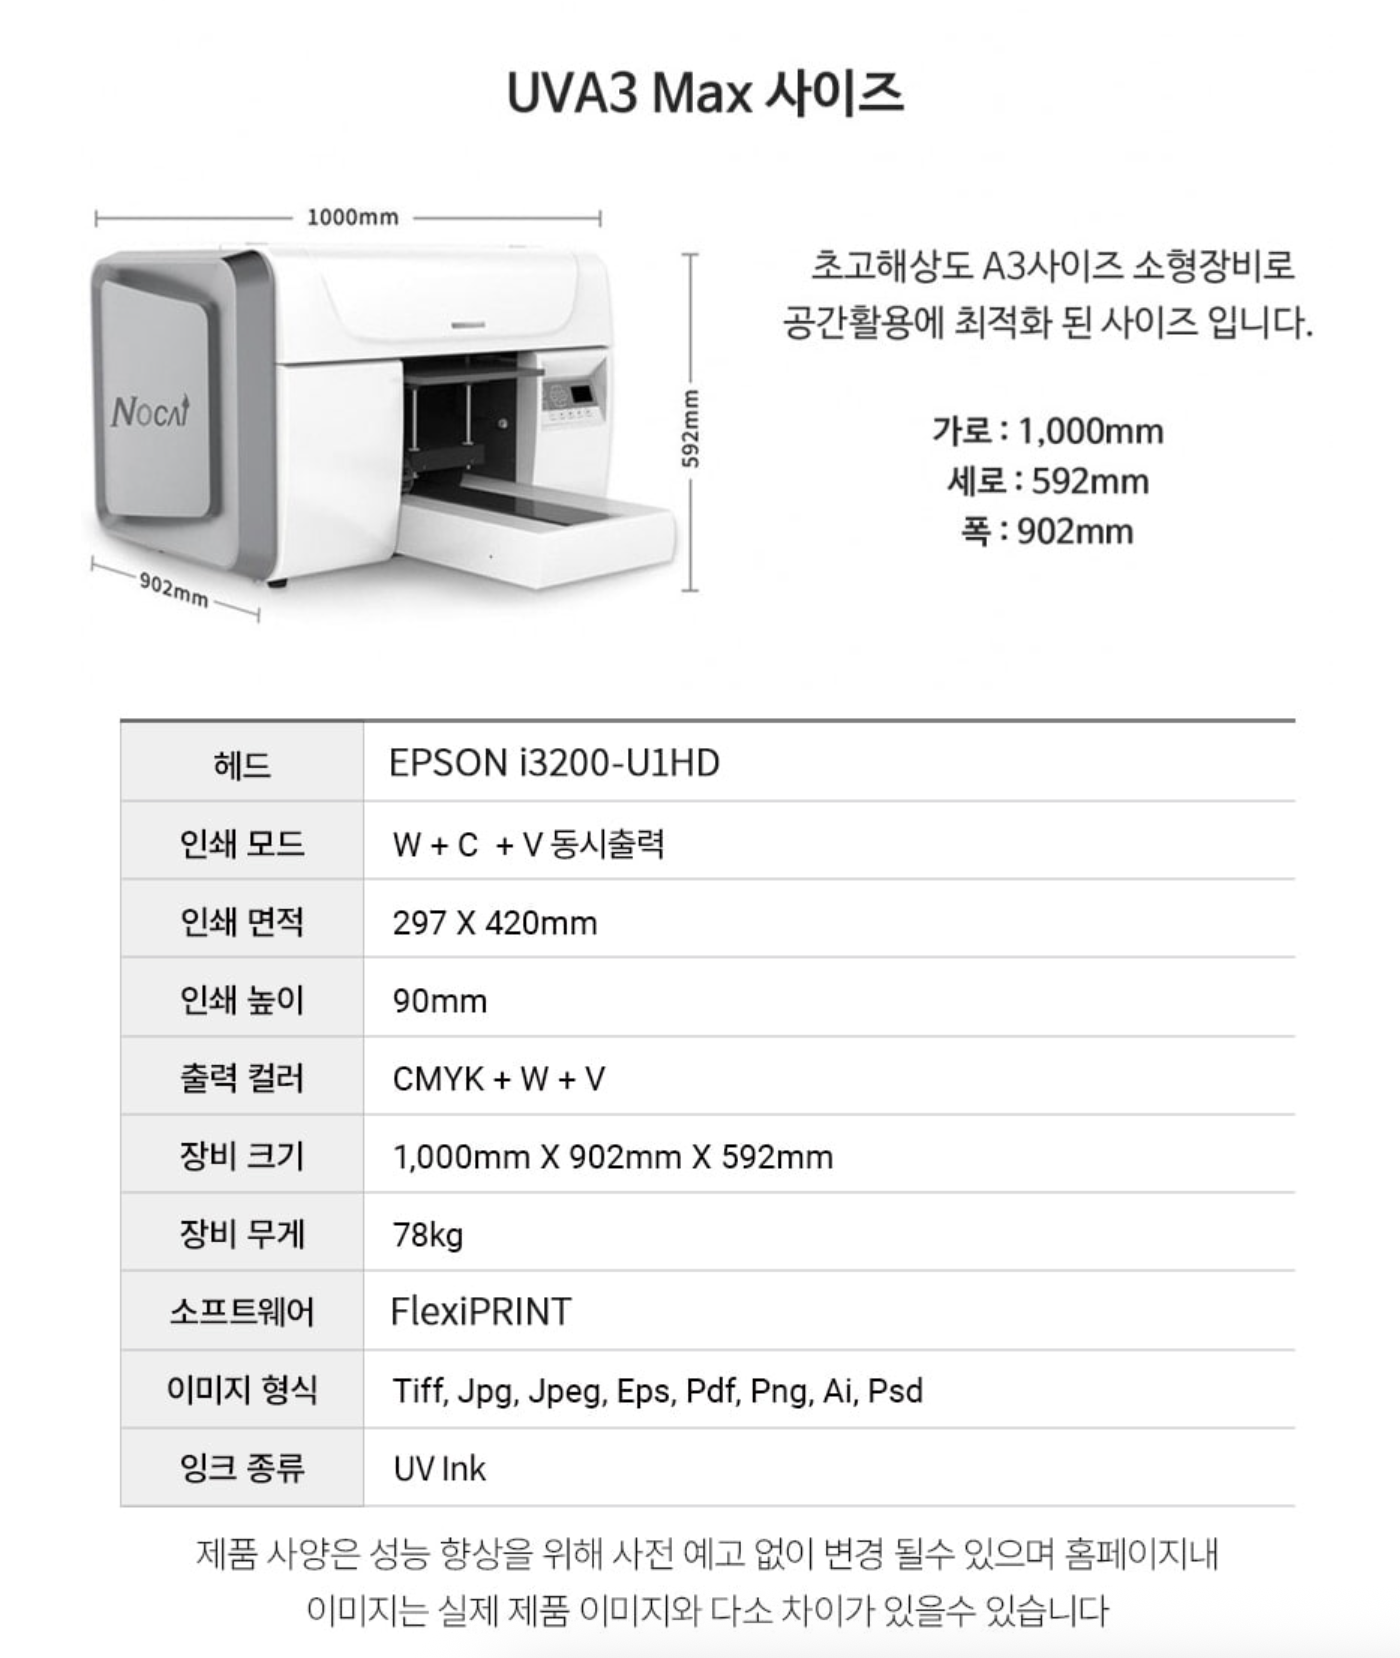 UVA3 Max 사이즈
1000mm
초고해상도 A3사이즈 소형장비로
공간활용에 최적화 된 사이즈 입니다.
NOCAI
592mm
가로 : 1,000mm
세로 : 592mm
폭 : 902mm
902mm
헤드 EPSON i3200-U1HD
인쇄 모드 W + C + V 동시출력
인쇄 면적 297 X 420mm
인쇄 높이 90mm
출력 컬러 CMYK + W + V
장비 크기 1,000mm X 902mm X 592mm
장비 무게 78kg
소프트웨어 FlexiPRINT
이미지 형식 Tiff, Jpg, Jpeg, Eps, Pdf, Png, Ai, Psd
잉크 종류 UV Ink
제품 사양은 성능 향상을 위해 사전 예고 없이 변경 될수 있으며 홈페이지내
이미지는 실제 제품 이미지와 다소 차이가 있을수 있습니다